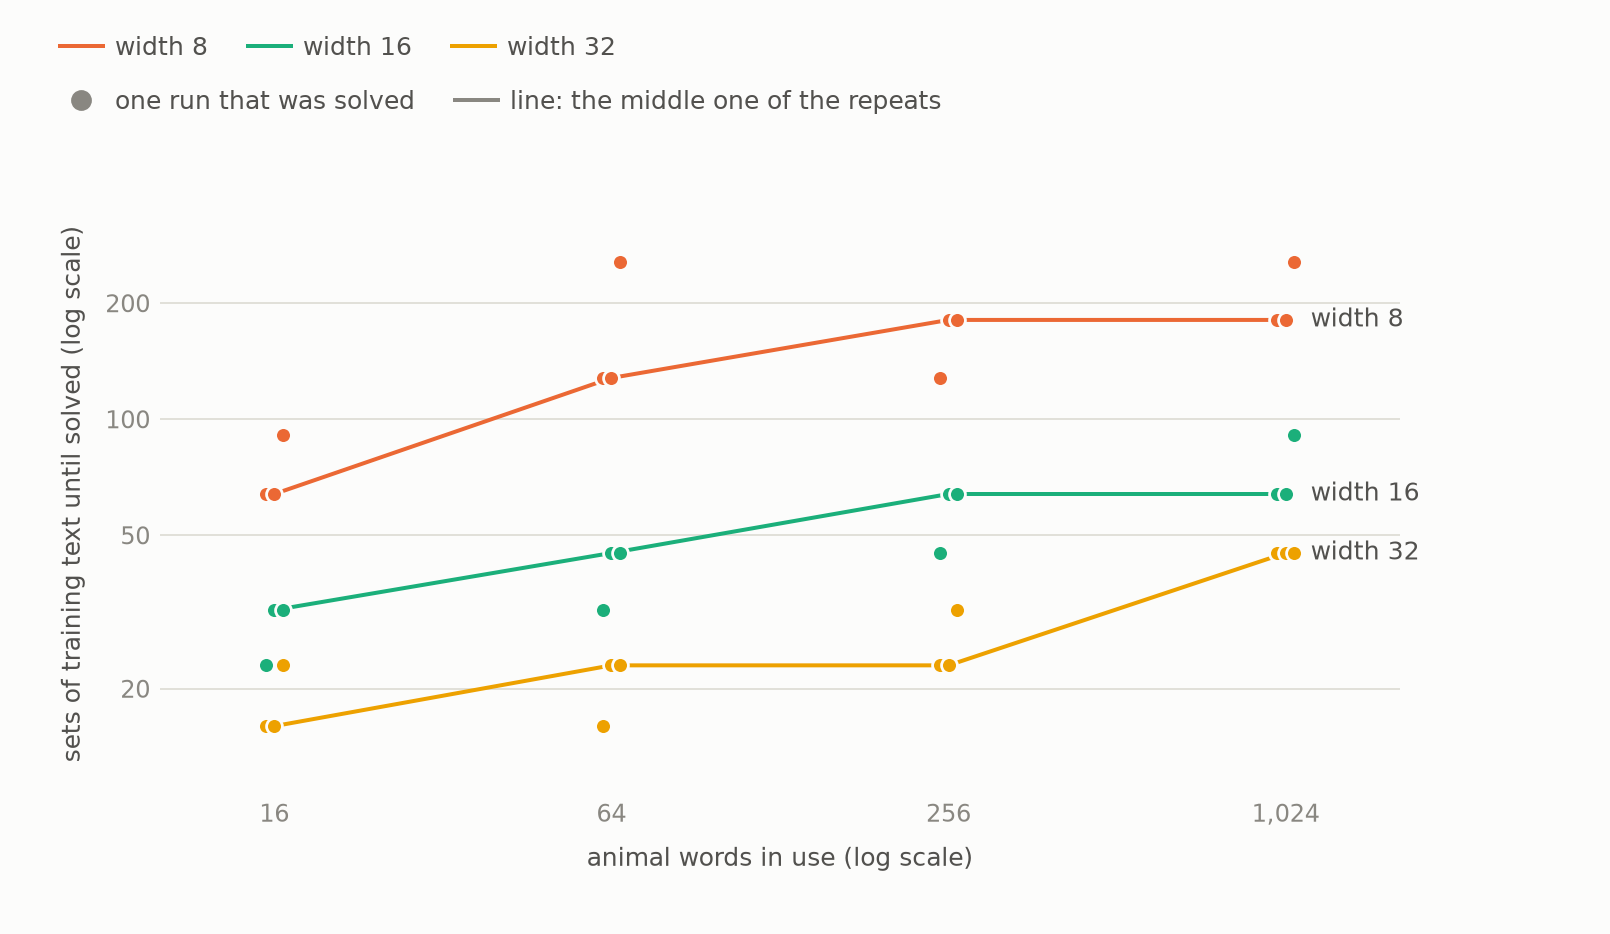 width 8
width 16
width 32
one run that was solved
line: the middle one of the repeats
sets of training text until solved (log scale)
200
100
50
20
width 8
width 16
width 32
16
64
256
1,024
animal words in use (log scale)